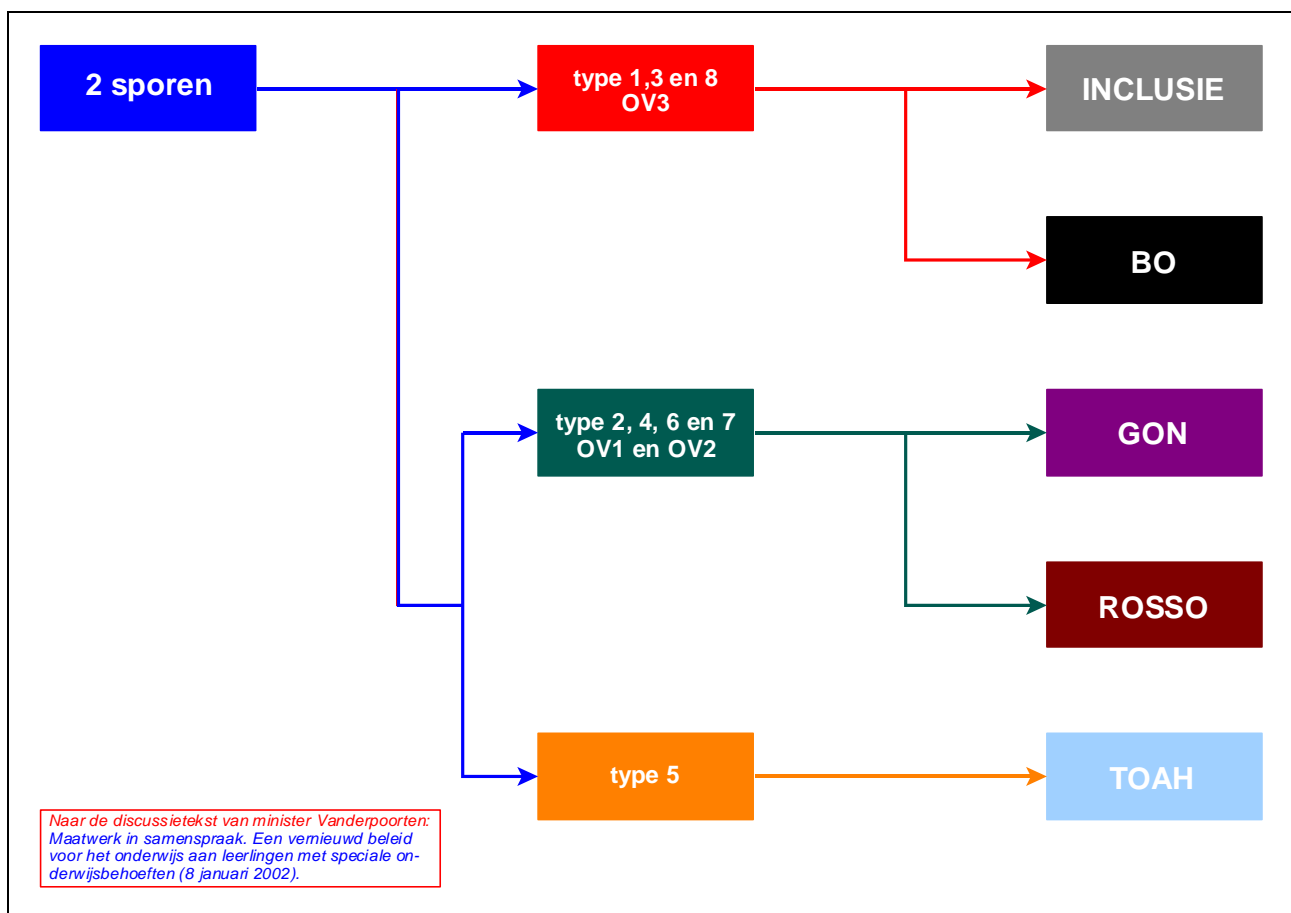 2 sporen
type 1,3 en 8
OV3
INCLUSIE
BO
type 2, 4, 6 en 7
OV1 en OV2
GON
ROSSO
type 5
TOAH
Naar de discussietekst van minister Vanderpoorten:
Maatwerk in samenspraak. Een vernieuwd beleid
voor het onderwijs aan leerlingen met speciale on-
derwijsbehoeften (8 januari 2002).